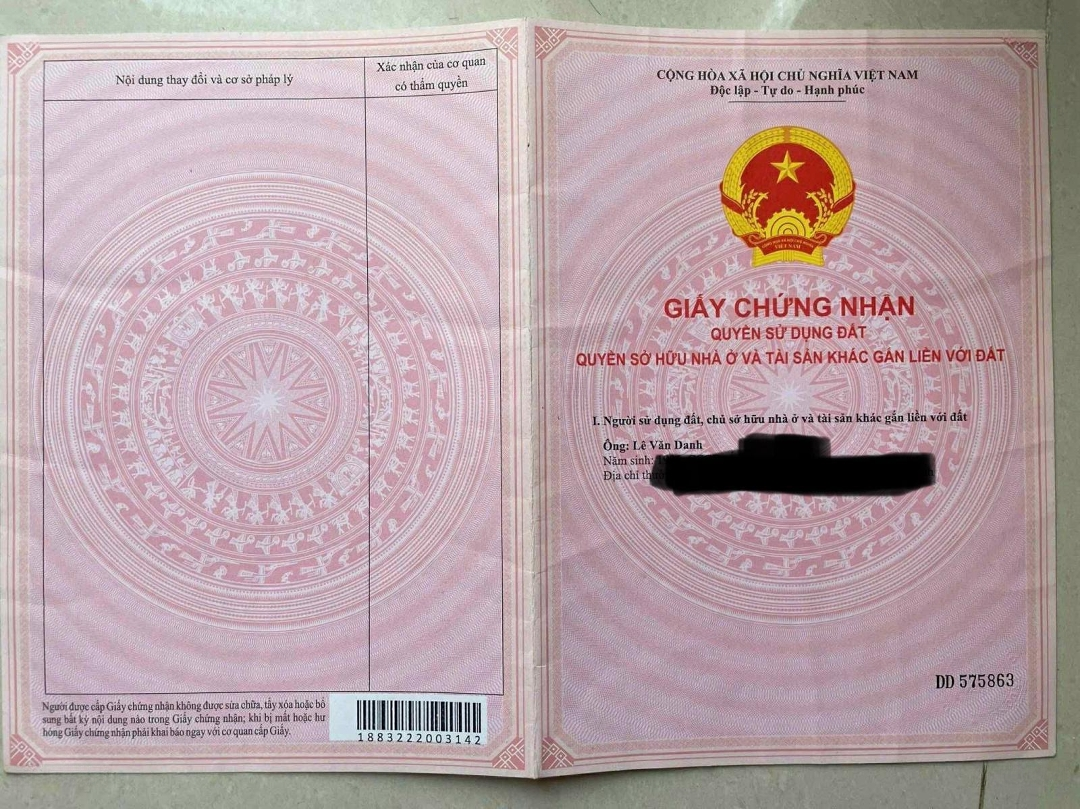 Nội dung thay đổi và cơ sở pháp lý
Xác nhận của cơ quan
có thẩm quyền
Người được cấp Giấy chứng nhận không được sửa chữa, tẩy xóa hoặc bổ
sung bất kỳ nội dung nào trong Giấy chứng nhận; khi bị mất hoặc hư
hỏng Giấy chứng nhận phải khai báo ngay với cơ quan cấp Giấy.
1883222003142
CỘNG HÒA XÃ HỘI CHỦ NGHĨA VIỆT NAM
Độc lập - Tự do - Hạnh phúc
VIỆT NAM
GIẤY CHỨNG NHẬN
QUYỀN SỬ DỤNG ĐẤT
QUYỀN SỞ HỮU NHÀ Ở VÀ TÀI SẢN KHÁC GẮN LIỀN VỚI ĐẤT
I. Người sử dụng đất, chủ sở hữu nhà ở và tài sản khác gắn liền với đất
Ông: Lê Văn Danh
Năm sinh:
Địa chỉ
DD 575863